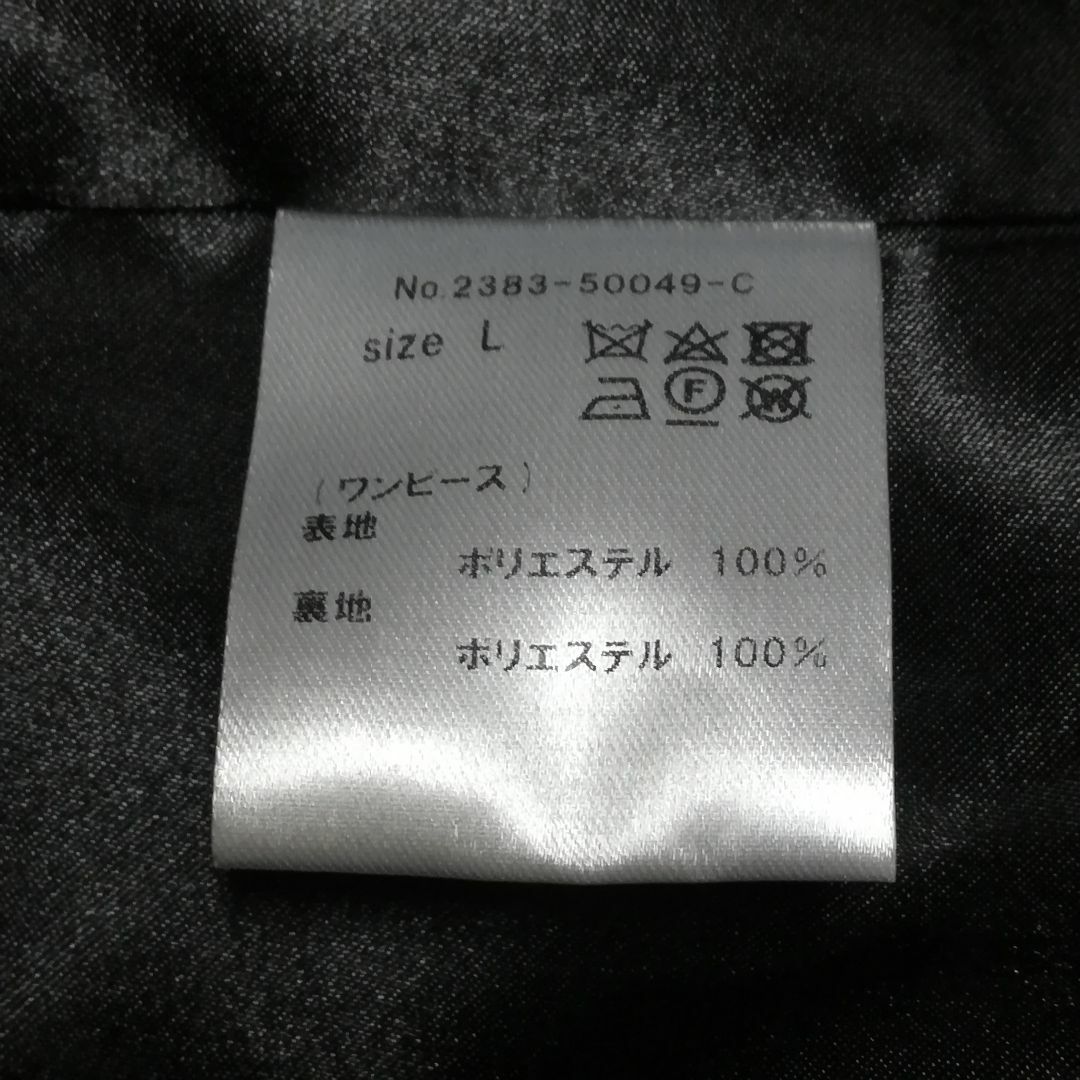 No.2383-50049-C
size L
F
W
(ワンピース)
表地
ポリエステル 100%
裏地
ポリエステル 100%